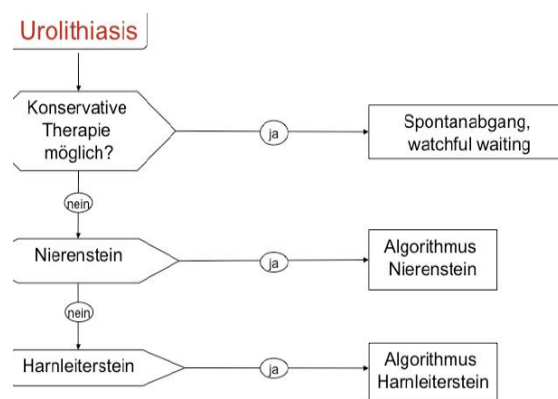 Urolithiasis
Konservative
Therapie
möglich?
ja
Spontanabgang,
watchful waiting
nein
Nierenstein
ja
Algorithmus
Nierenstein
nein
Harnleiterstein
ja
Algorithmus
Harnleiterstein